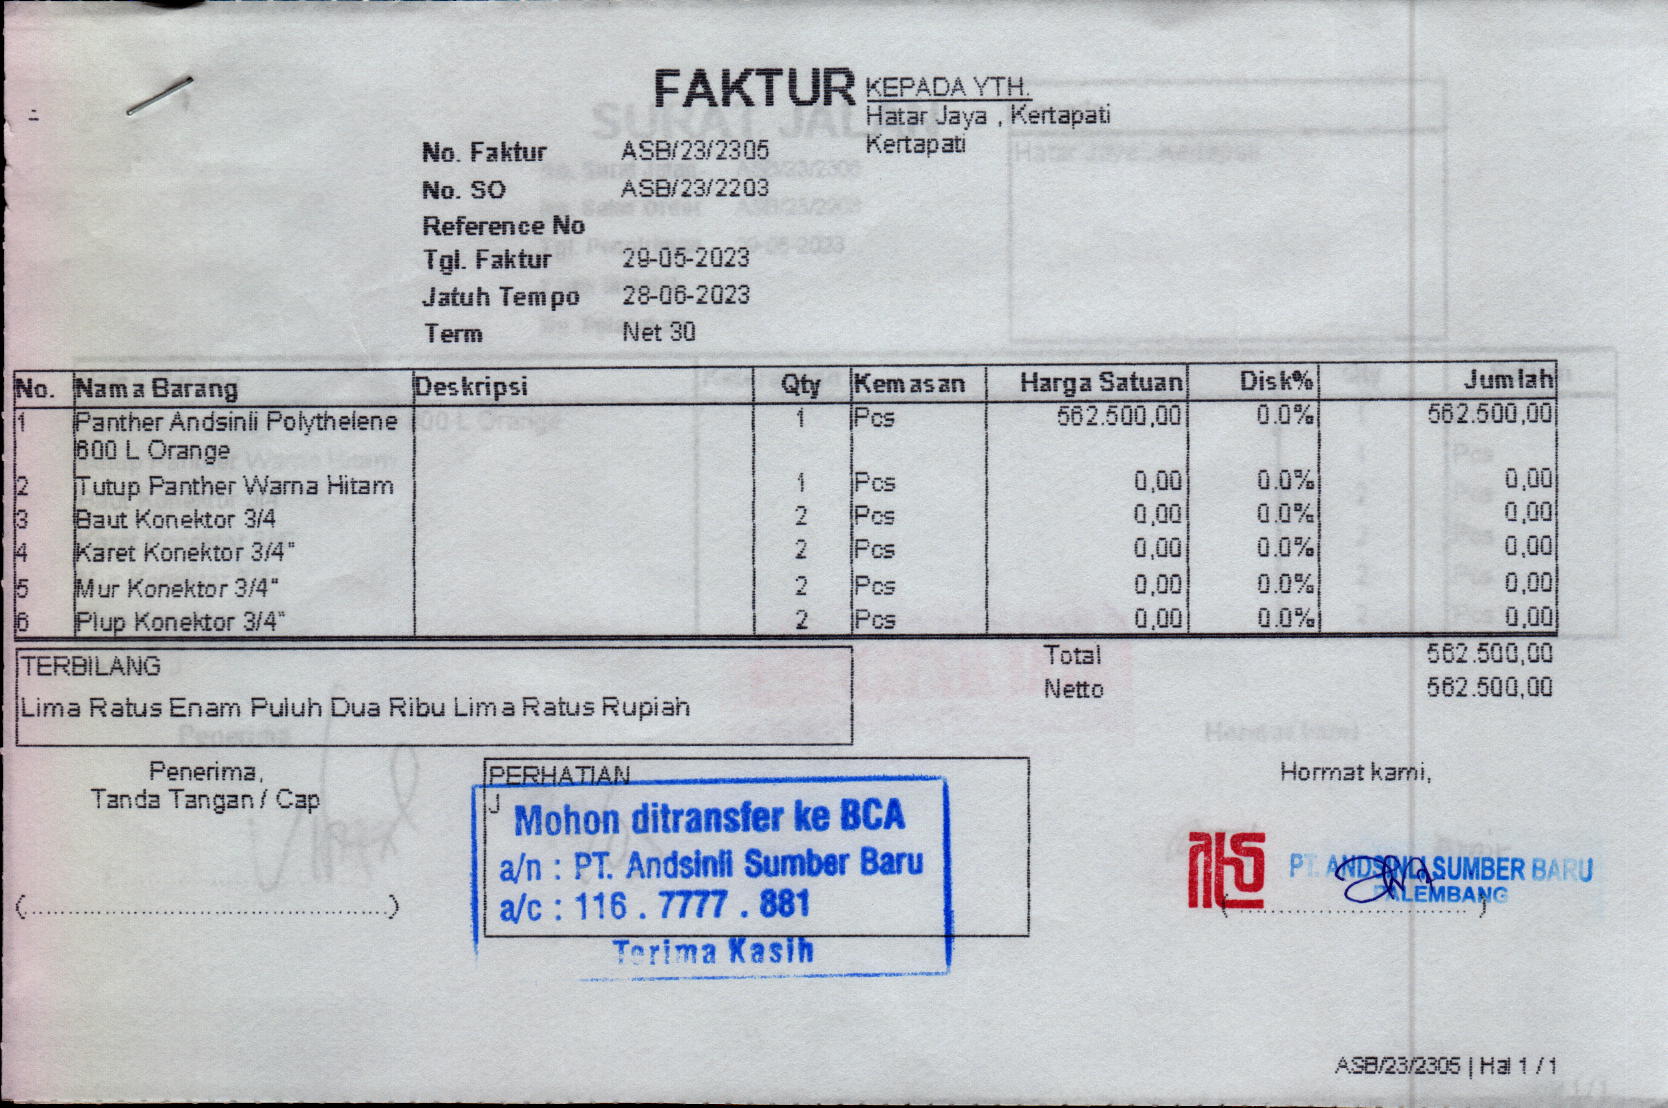 FAKTUR
KEPADA YTH.
Hatar Jaya , Kertapati
Kertapati
No. Faktur ASB/23/2305
No. SO ASB/23/2203
Reference No
Tgl. Faktur 29-05-2023
Jatuh Tempo 28-06-2023
Term Net 30
No. Nama Barang Deskripsi Qty Kemasan Harga Satuan Disk% Jumlah
1 Panther Andsinli Polythelene 1 Pcs 562.500,00 0.0% 562.500,00
600 L Orange
2 Tutup Panther Warna Hitam 1 Pcs 0,00 0.0% 0,00
3 Baut Konektor 3/4 2 Pcs 0,00 0.0% 0,00
4 Karet Konektor 3/4" 2 Pcs 0,00 0.0% 0,00
5 Mur Konektor 3/4" 2 Pcs 0,00 0.0% 0,00
6 Plup Konektor 3/4" 2 Pcs 0,00 0.0% 0,00
Total 562.500,00
Netto 562.500,00
TERBILANG
Lima Ratus Enam Puluh Dua Ribu Lima Ratus Rupiah
Penerima,
Tanda Tangan / Cap
(....................)
PERHATIAN
J
Mohon ditransfer ke BCA
a/n : PT. Andsinli Sumber Baru
a/c : 116 . 7777 . 881
Terima Kasih
Hormat kami,
PT. ANDSINLI SUMBER BARU
PALEMBANG
(....................)
ASB/23/2305 | Hal 1 / 1